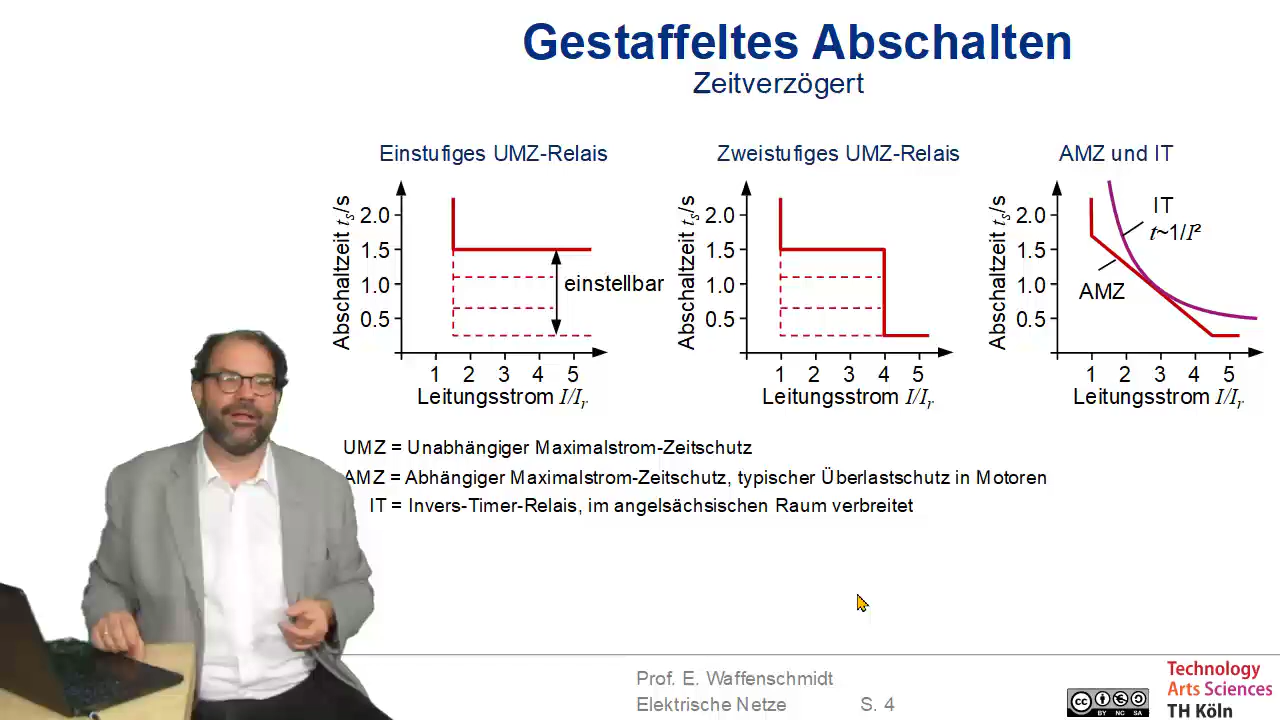 Gestaffeltes Abschalten
Zeitverzögert
Einstufiges UMZ-Relais
Abschaltzeit tₛ/s
2.0
1.5
1.0
0.5
einstellbar
1 2 3 4 5
Leitungsstrom I/Iᵣ
Zweistufiges UMZ-Relais
Abschaltzeit tₛ/s
2.0
1.5
1.0
0.5
1 2 3 4 5
Leitungsstrom I/Iᵣ
AMZ und IT
Abschaltzeit tₛ/s
2.0
1.5
1.0
0.5
IT
t~1/I²
AMZ
1 2 3 4 5
Leitungsstrom I/Iᵣ
UMZ = Unabhängiger Maximalstrom-Zeitschutz
AMZ = Abhängiger Maximalstrom-Zeitschutz, typischer Überlastschutz in Motoren
IT = Invers-Timer-Relais, im angelsächsischen Raum verbreitet
Prof. E. Waffenschmidt
Elektrische Netze S. 4
cc BY NC SA
Technology
Arts Sciences
TH Köln